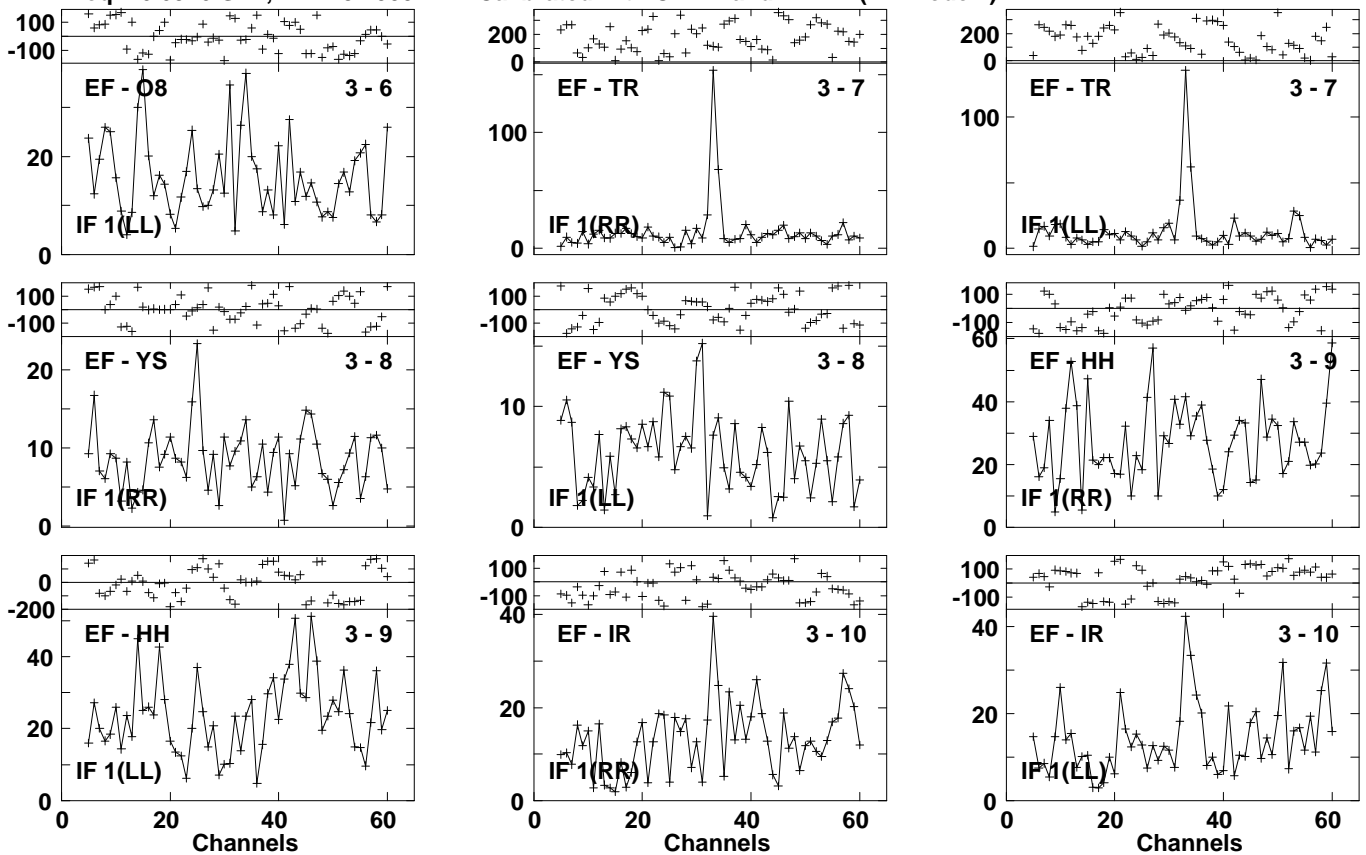 100
-100
EF - O8 3 - 6
20
0
IF 1(LL)
200
0
EF - TR 3 - 7
100
0
IF 1(RR)
200
0
EF - TR 3 - 7
100
0
IF 1(LL)
100
-100
EF - YS 3 - 8
20
10
0
IF 1(RR)
100
-100
EF - YS 3 - 8
10
0
IF 1(LL)
100
-100
60
EF - HH 3 - 9
40
20
0
IF 1(RR)
0
-200
EF - HH 3 - 9
40
20
0
IF 1(LL)
0 20 40 60
Channels
100
-100
40
EF - IR 3 - 10
20
0
IF 1(RR)
0 20 40 60
Channels
100
-100
40
EF - IR 3 - 10
20
0
IF 1(LL)
0 20 40 60
Channels